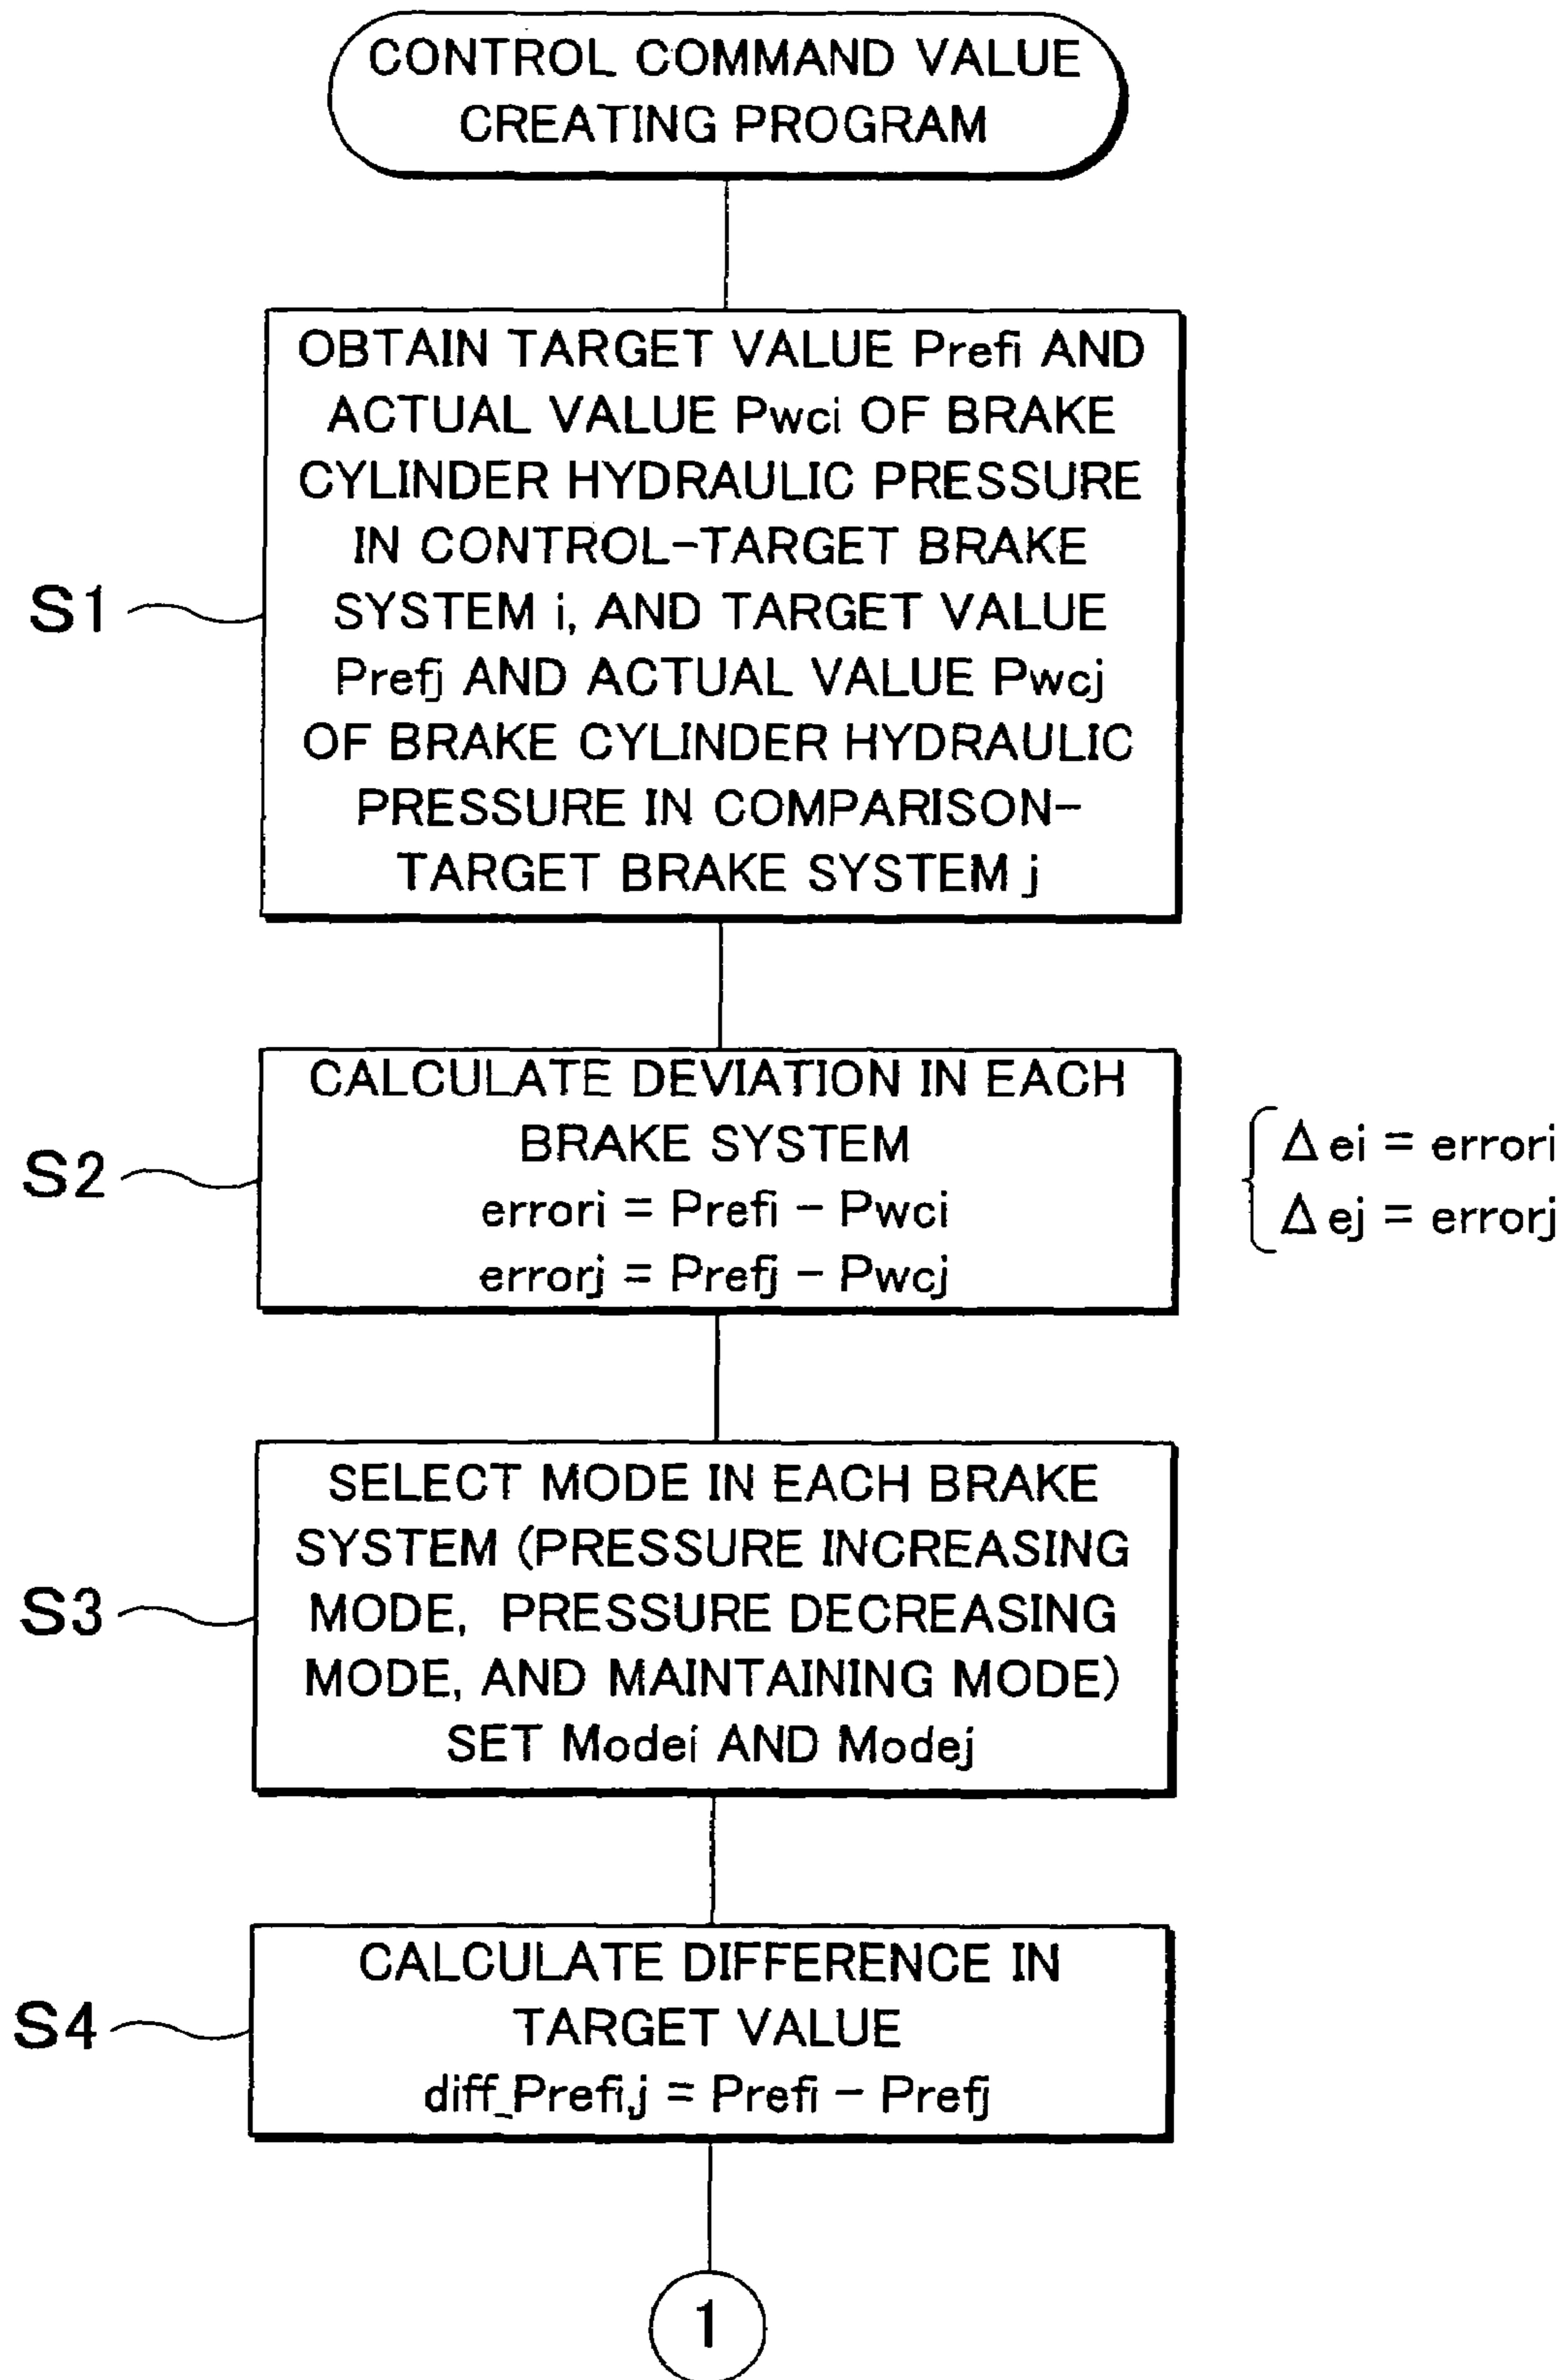 CONTROL COMMAND VALUE
CREATING PROGRAM
S1
OBTAIN TARGET VALUE Prefi AND
ACTUAL VALUE Pwci OF BRAKE
CYLINDER HYDRAULIC PRESSURE
IN CONTROL-TARGET BRAKE
SYSTEM i, AND TARGET VALUE
Prefj AND ACTUAL VALUE Pwcj
OF BRAKE CYLINDER HYDRAULIC
PRESSURE IN COMPARISON-
TARGET BRAKE SYSTEM j
S2
CALCULATE DEVIATION IN EACH
BRAKE SYSTEM
errori = Prefi - Pwci
errorj = Prefj - Pwcj
Δei = errori
Δej = errorj
S3
SELECT MODE IN EACH BRAKE
SYSTEM (PRESSURE INCREASING
MODE, PRESSURE DECREASING
MODE, AND MAINTAINING MODE)
SET Modei AND Modej
S4
CALCULATE DIFFERENCE IN
TARGET VALUE
diff_Prefi,j = Prefi - Prefj
1